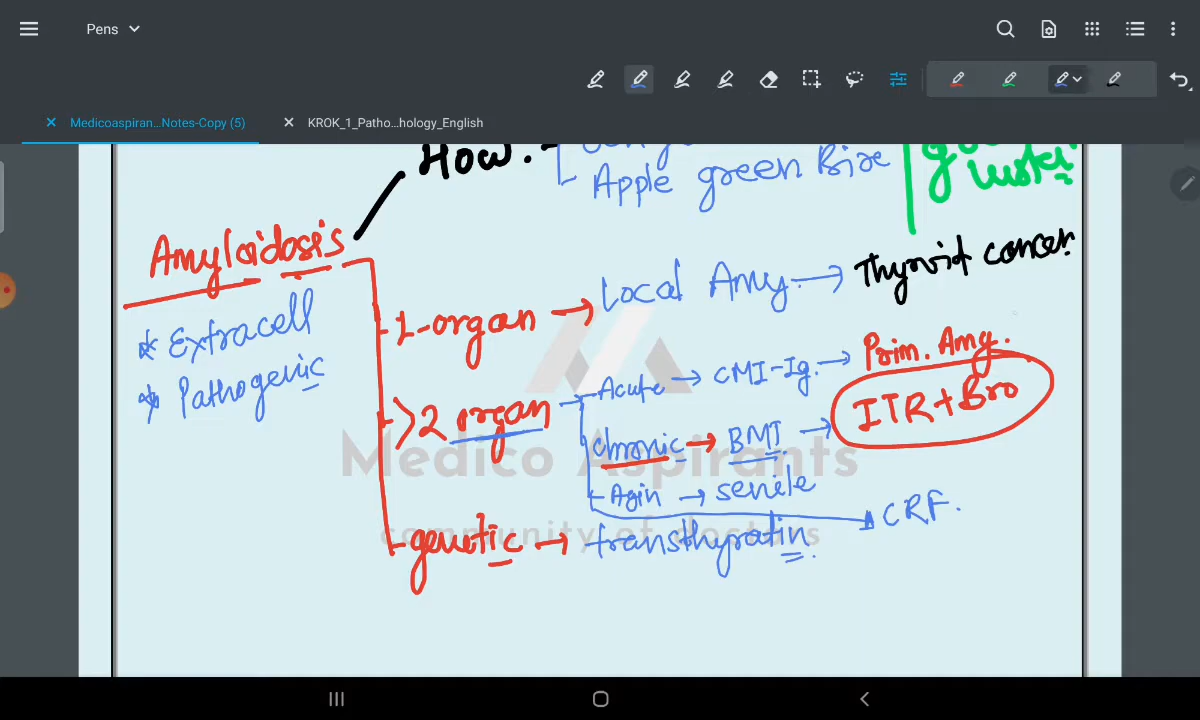 Pens
Medicoaspiran...Notes-Copy (5)
KROK_1_Patho...hology_English
How.
Apple green Bire
Amyloidosis
* Extracell
* Pathogenic
1-organ → Local Amy. → Thyroid cancer.
>2 organ
Acute → CMI-Ig. → Prim. Amy.
chronic → BMI → ITR + Bro
Agin → senile
CRF.
genetic → transthyratin.
Medico Aspirants
community of doctors